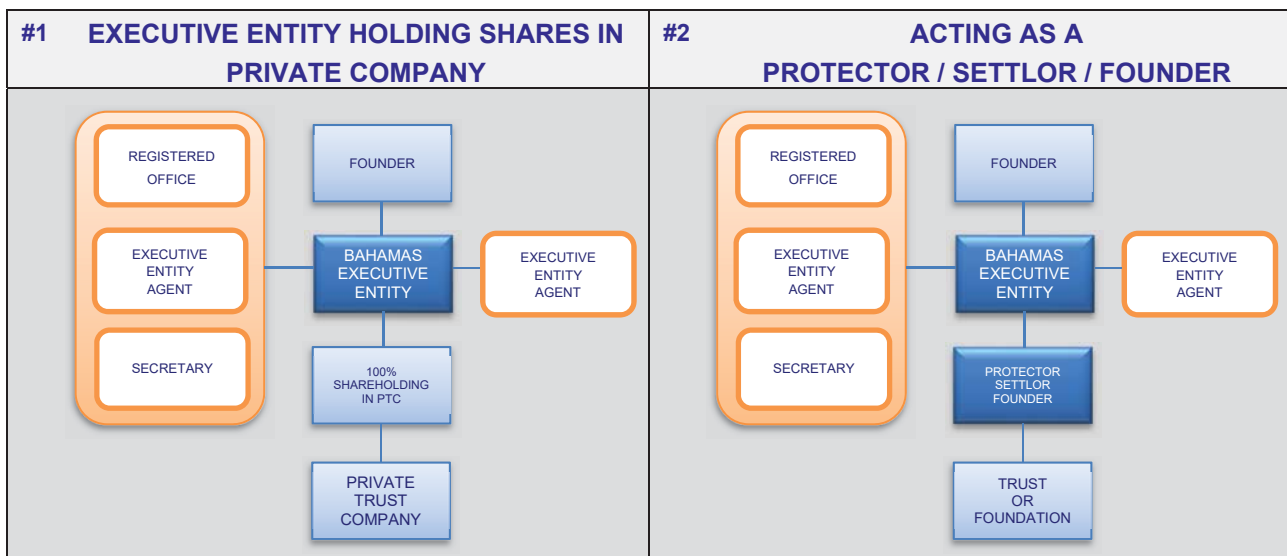 #1 EXECUTIVE ENTITY HOLDING SHARES IN
PRIVATE COMPANY
REGISTERED
OFFICE
EXECUTIVE
ENTITY
AGENT
SECRETARY
FOUNDER
BAHAMAS
EXECUTIVE
ENTITY
EXECUTIVE
ENTITY
AGENT
100%
SHAREHOLDING
IN PTC
PRIVATE
TRUST
COMPANY
#2 ACTING AS A
PROTECTOR / SETTLOR / FOUNDER
REGISTERED
OFFICE
EXECUTIVE
ENTITY
AGENT
SECRETARY
FOUNDER
BAHAMAS
EXECUTIVE
ENTITY
EXECUTIVE
ENTITY
AGENT
PROTECTOR
SETTLOR
FOUNDER
TRUST
OR
FOUNDATION